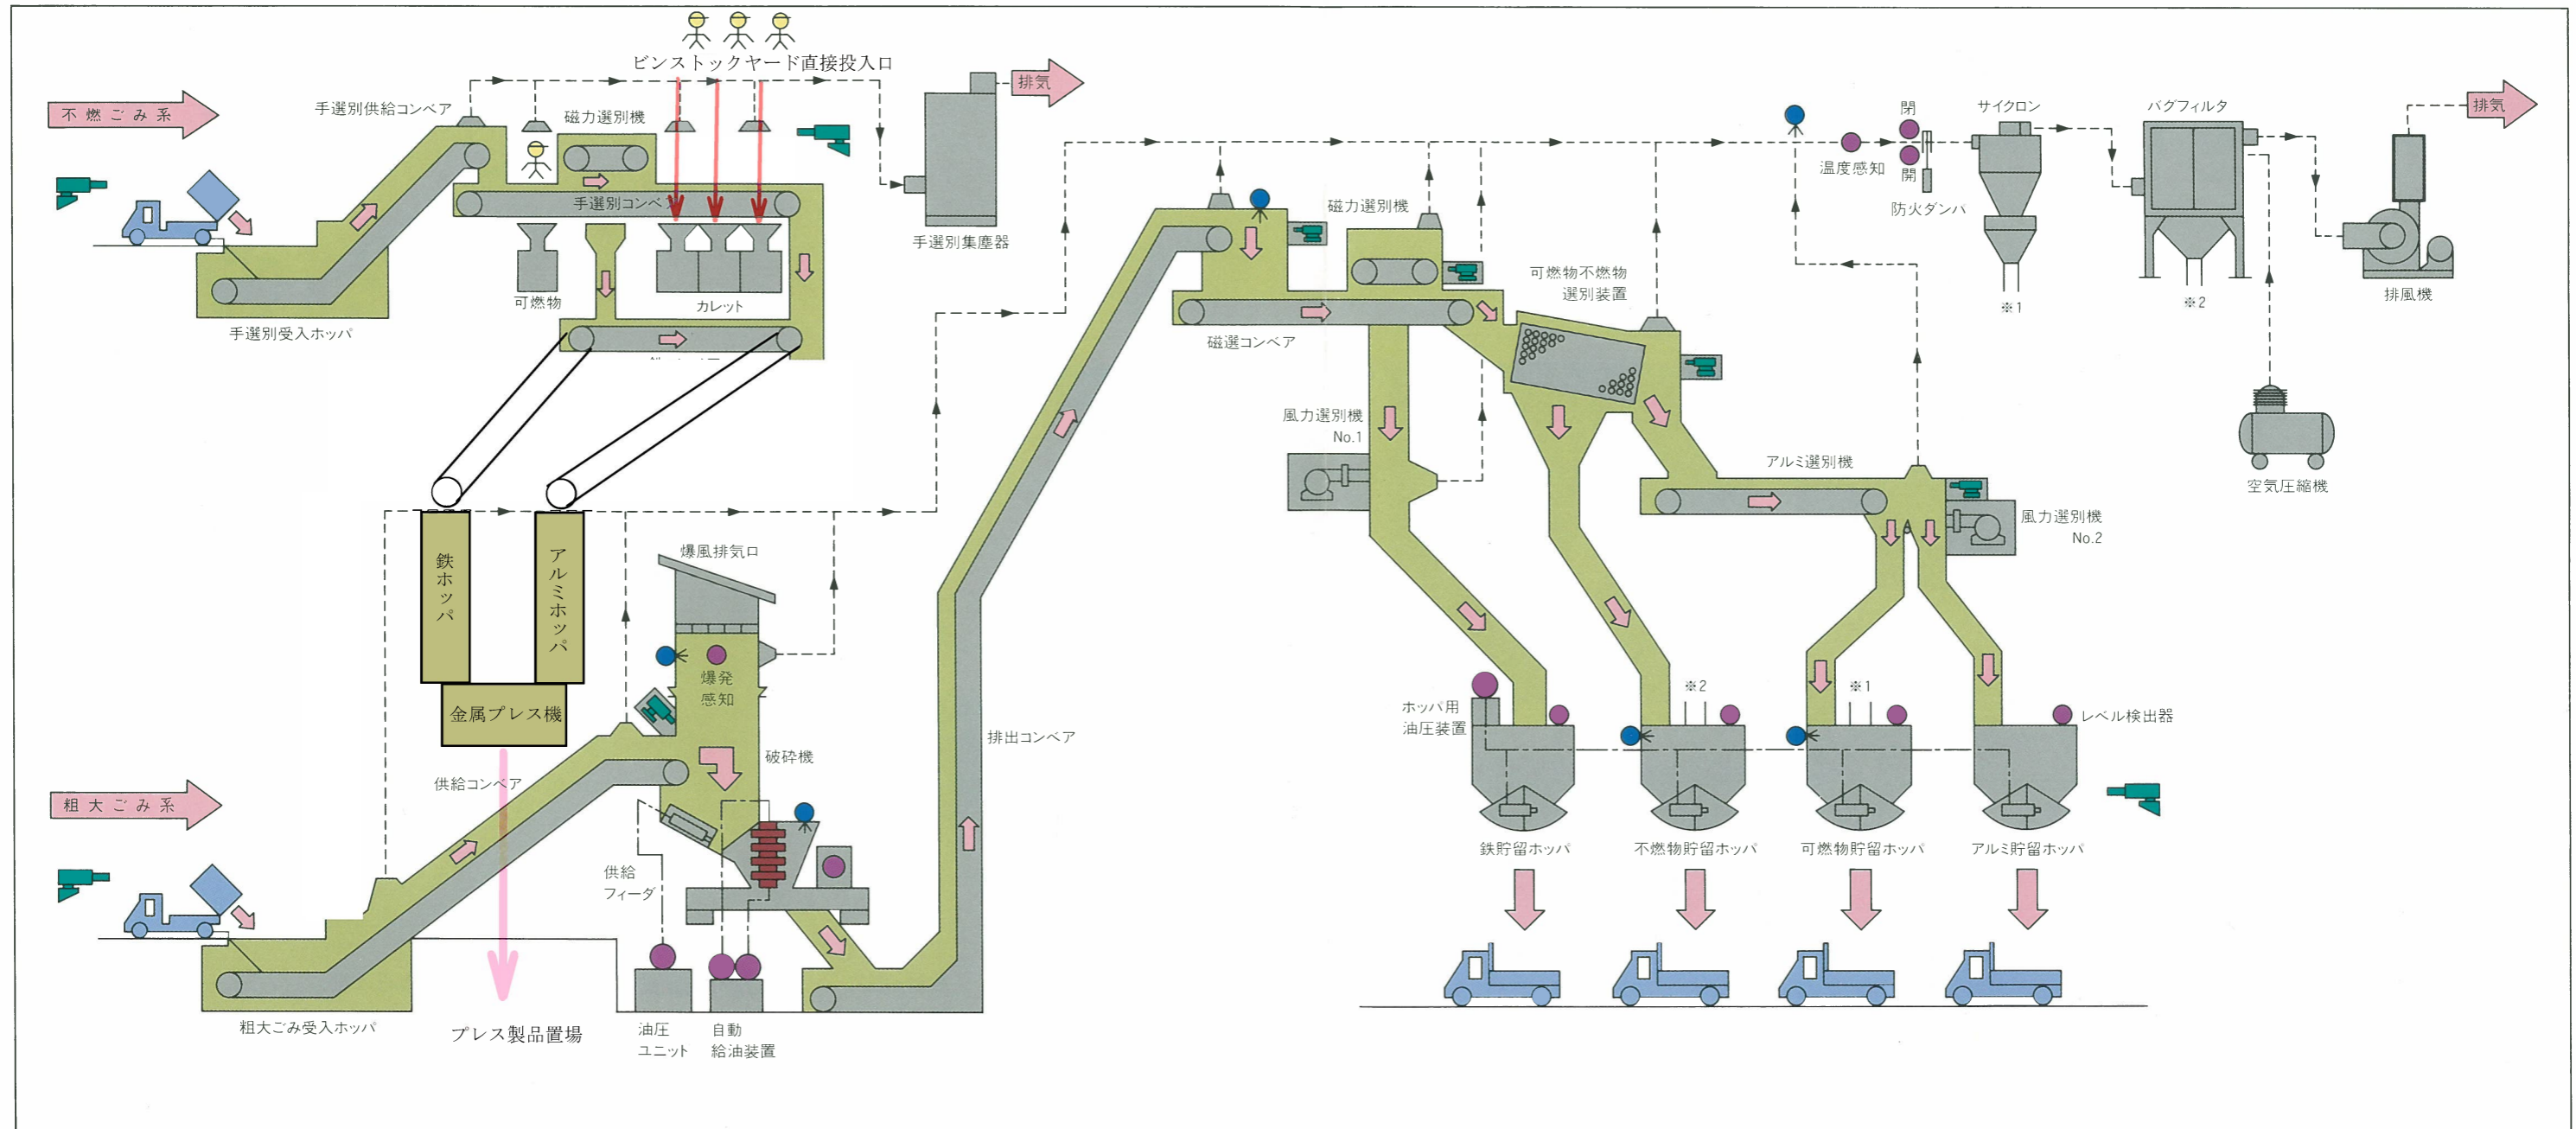 ビンストックヤード直接投入口
不燃ごみ系
手選別供給コンベア
磁力選別機
排気
手選別コンベ
手選別集塵器
可燃物
カレット
手選別受入ホッパ
鉄ホッパ
アルミホッパ
金属プレス機
爆風排気口
爆発
感知
破砕機
供給コンベア
粗大ごみ系
供給
フィーダ
粗大ごみ受入ホッパ
プレス製品置場
油圧
ユニット
自動
給油装置
排出コンベア
磁力選別機
磁選コンベア
可燃物不燃物
選別装置
風力選別機
No.1
アルミ選別機
風力選別機
No.2
温度感知
閉
開
防火ダンパ
サイクロン
※1
バグフィルタ
※2
排気
排風機
空気圧縮機
ホッパ用
油圧装置
※2
※1
レベル検出器
鉄貯留ホッパ
不燃物貯留ホッパ
可燃物貯留ホッパ
アルミ貯留ホッパ